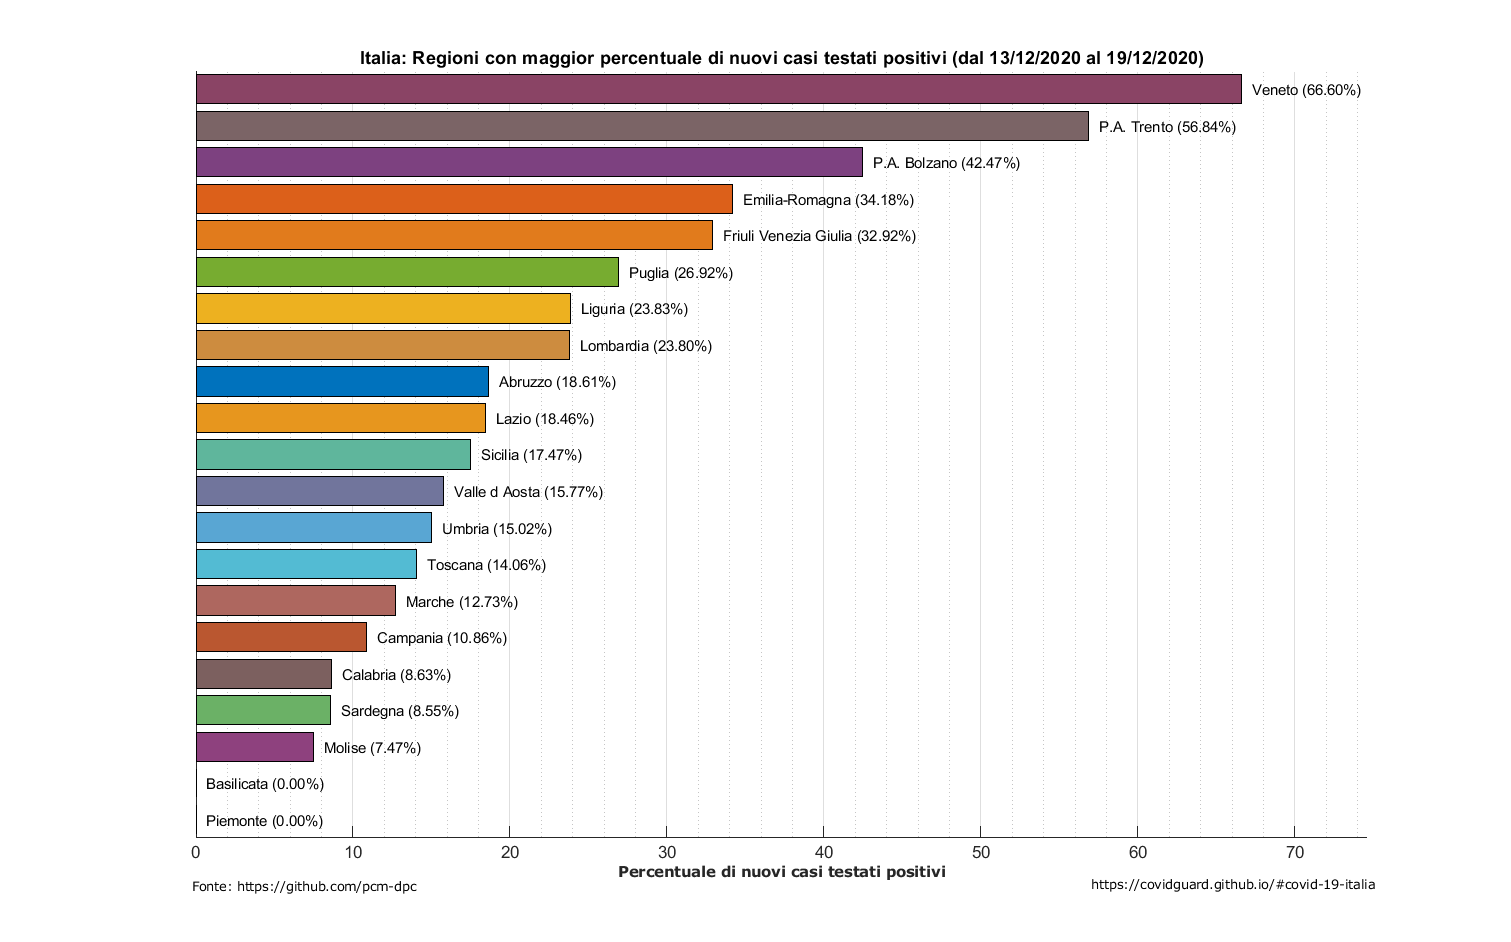 Italia: Regioni con maggior percentuale di nuovi casi testati positivi (dal 13/12/2020 al 19/12/2020)
Veneto (66.60%)
P.A. Trento (56.84%)
P.A. Bolzano (42.47%)
Emilia-Romagna (34.18%)
Friuli Venezia Giulia (32.92%)
Puglia (26.92%)
Liguria (23.83%)
Lombardia (23.80%)
Abruzzo (18.61%)
Lazio (18.46%)
Sicilia (17.47%)
Valle d Aosta (15.77%)
Umbria (15.02%)
Toscana (14.06%)
Marche (12.73%)
Campania (10.86%)
Calabria (8.63%)
Sardegna (8.55%)
Molise (7.47%)
Basilicata (0.00%)
Piemonte (0.00%)
0 10 20 30 40 50 60 70
Percentuale di nuovi casi testati positivi
Fonte: https://github.com/pcm-dpc
https://covidguard.github.io/#covid-19-italia